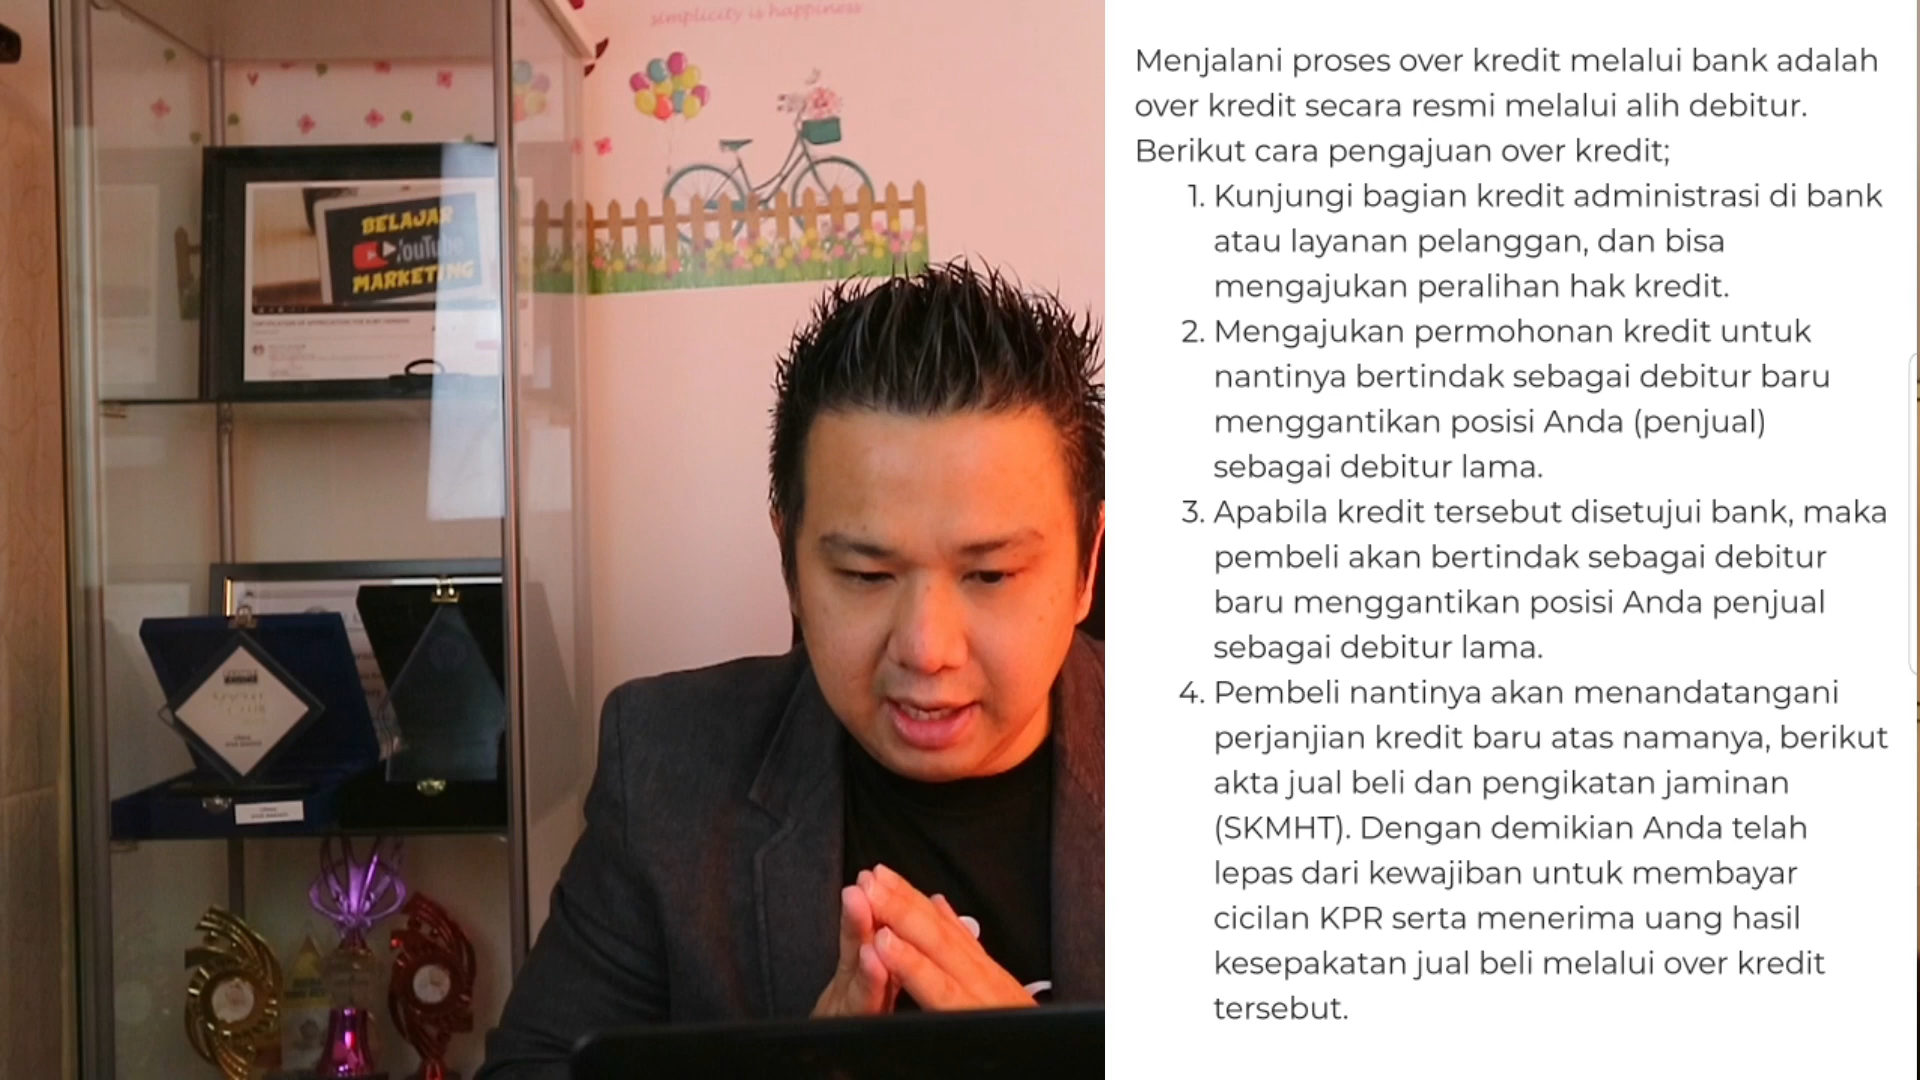 simplicity is happiness
BELAJAR
YouTube
MARKETING
Menjalani proses over kredit melalui bank adalah
over kredit secara resmi melalui alih debitur.
Berikut cara pengajuan over kredit;
1. Kunjungi bagian kredit administrasi di bank
atau layanan pelanggan, dan bisa
mengajukan peralihan hak kredit.
2. Mengajukan permohonan kredit untuk
nantinya bertindak sebagai debitur baru
menggantikan posisi Anda (penjual)
sebagai debitur lama.
3. Apabila kredit tersebut disetujui bank, maka
pembeli akan bertindak sebagai debitur
baru menggantikan posisi Anda penjual
sebagai debitur lama.
4. Pembeli nantinya akan menandatangani
perjanjian kredit baru atas namanya, berikut
akta jual beli dan pengikatan jaminan
(SKMHT). Dengan demikian Anda telah
lepas dari kewajiban untuk membayar
cicilan KPR serta menerima uang hasil
kesepakatan jual beli melalui over kredit
tersebut.